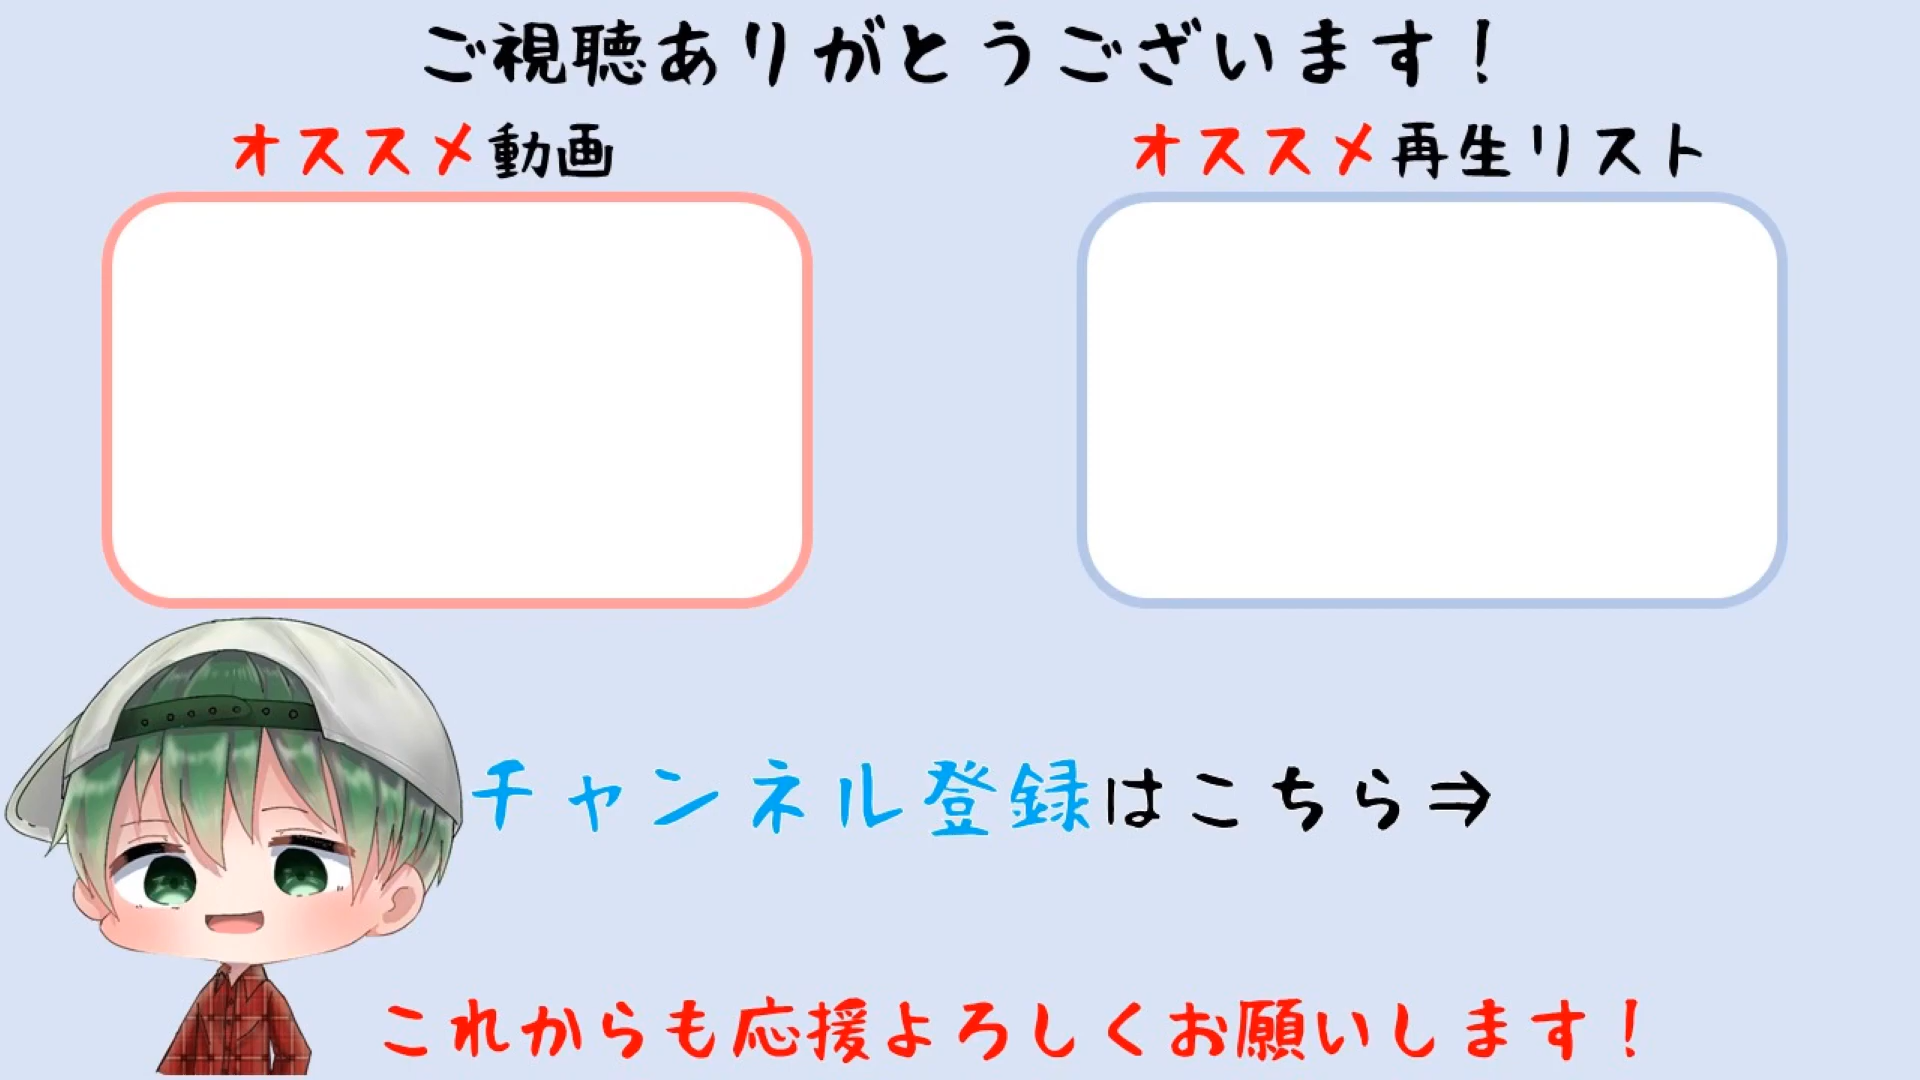 ご視聴ありがとうございます！
オススメ動画
オススメ再生リスト
チャンネル登録はこちら⇒
これからも応援よろしくお願いします！